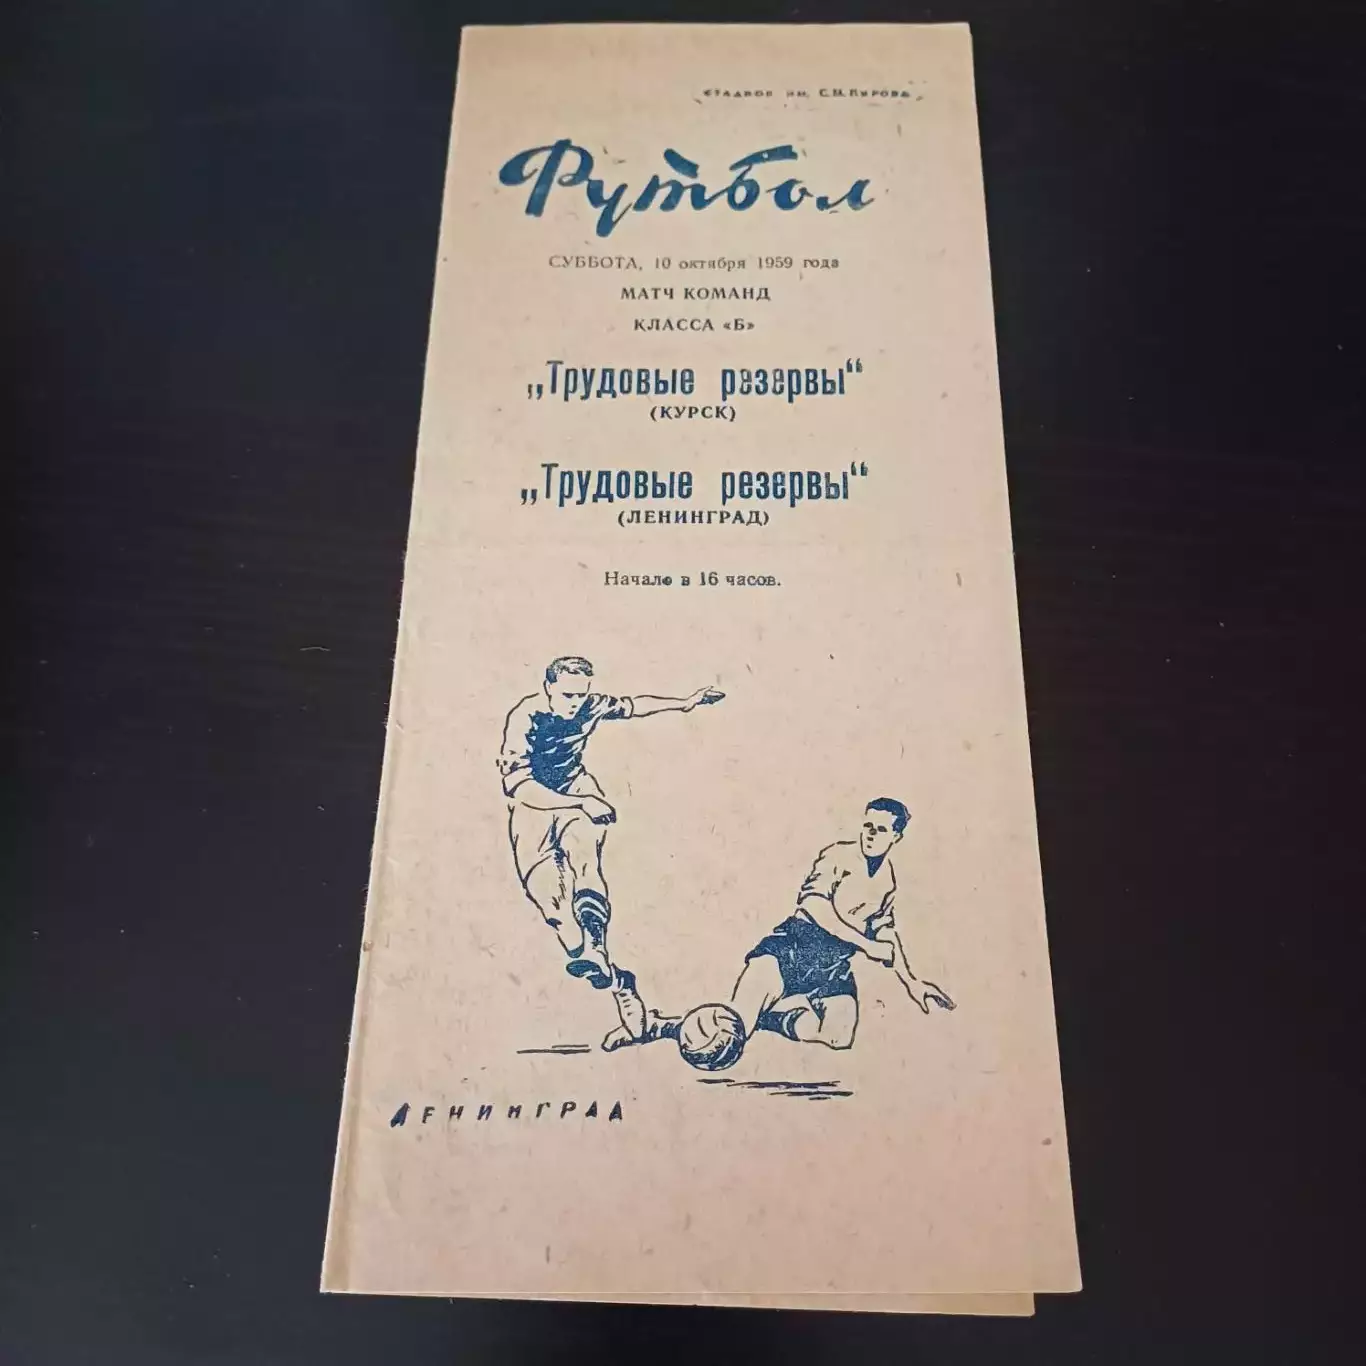 стадион им. С.М.Кирова
Футбол
СУББОТА, 10 октября 1959 года
МАТЧ КОМАНД
КЛАССА «Б»
„Трудовые резервы“
(КУРСК)
„Трудовые резервы“
(ЛЕНИНГРАД)
Начало в 16 часов.
ЛЕНИНГРАД